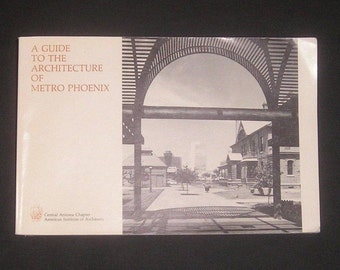 A GUIDE
TO THE
ARCHITECTURE
OF
METRO PHOENIX
Central Arizona Chapter
American Institute of Architects